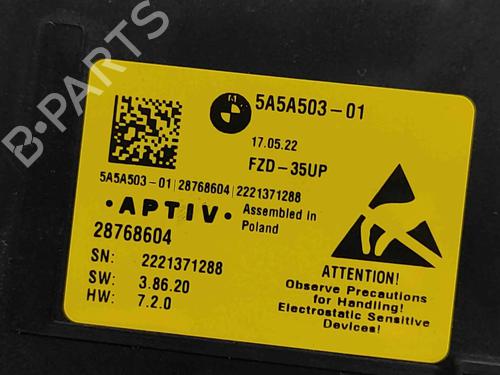 B-PARTS
5A5A503-01
17.05.22
FZD-35UP
5A5A503-01 | 28768604 | 2221371288
• APTIV •
Assembled in
Poland
28768604
SN: 2221371288
SW: 3.86.20
HW: 7.2.0
ATTENTION!
Observe Precautions
for Handling!
Electrostatic Sensitive
Devices!